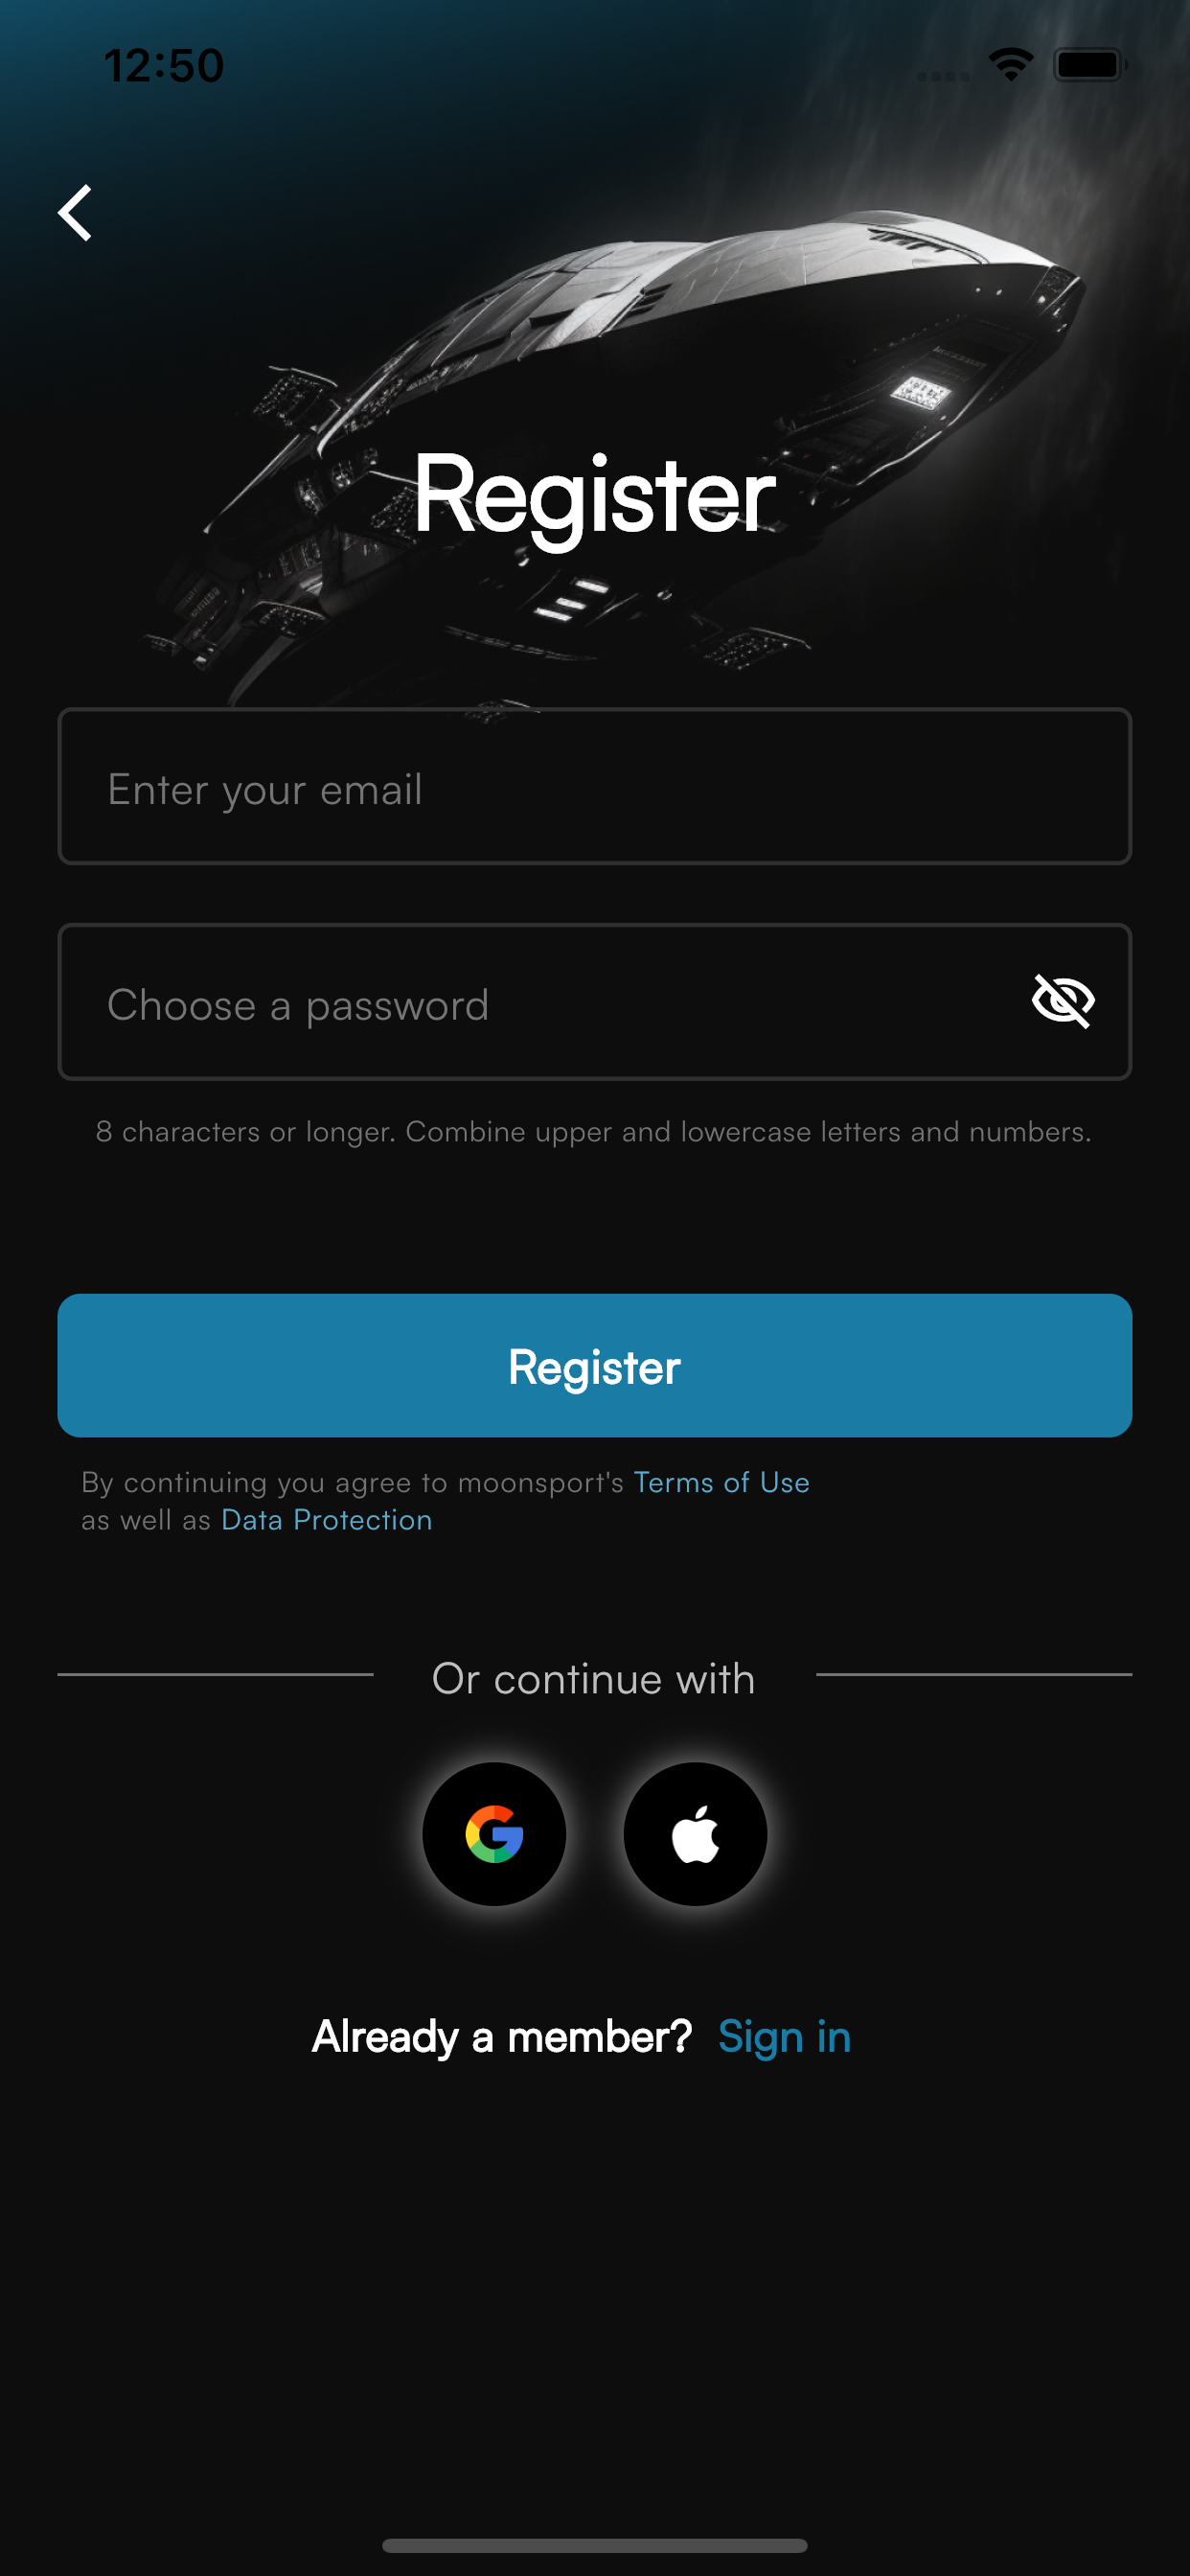 12:50
Register
Enter your email
Choose a password
8 characters or longer. Combine upper and lowercase letters and numbers.
Register
By continuing you agree to moonsport's Terms of Use
as well as Data Protection
Or continue with
Already a member? Sign in